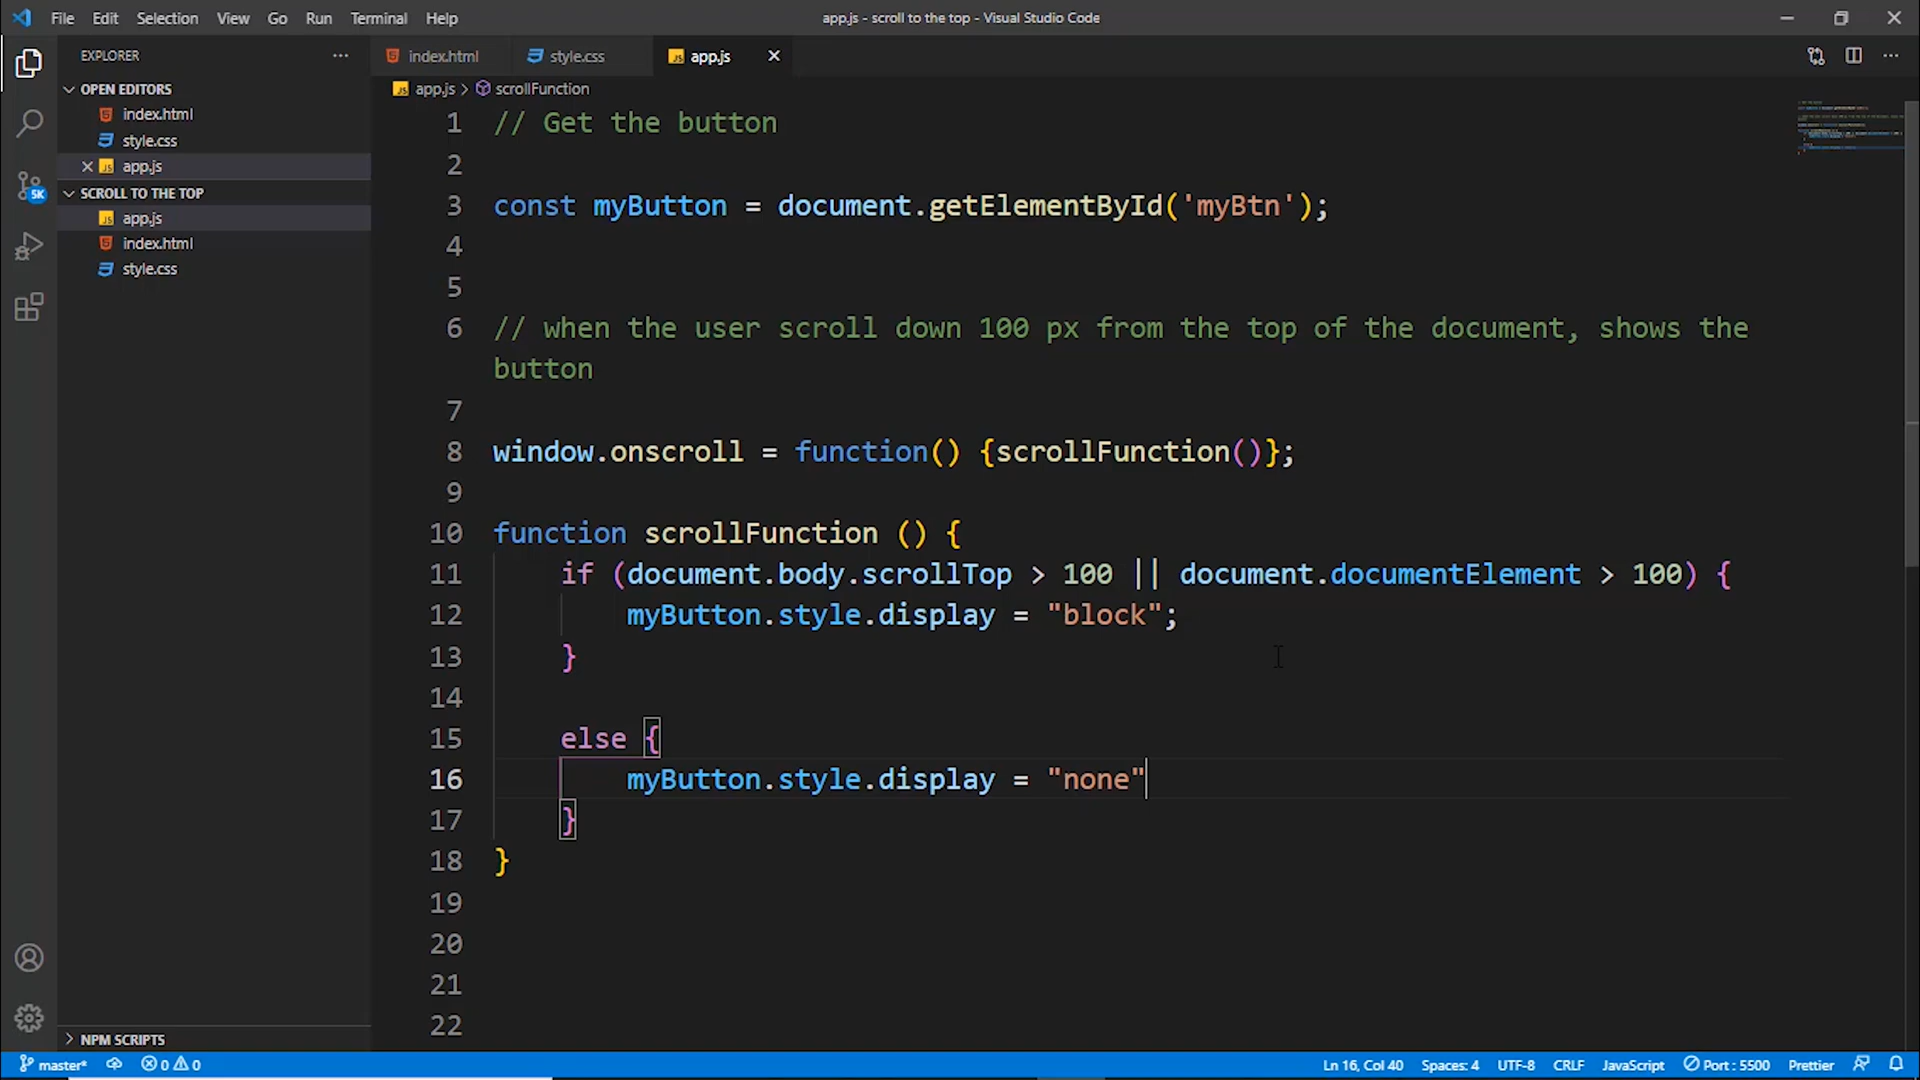 File Edit Selection View Go Run Terminal Help
app.js - scroll to the top - Visual Studio Code
EXPLORER
OPEN EDITORS
index.html
style.css
app.js
SCROLL TO THE TOP
app.js
index.html
style.css
NPM SCRIPTS
5K
index.html style.css app.js
app.js > scrollFunction
1 // Get the button
2
3 const myButton = document.getElementById('myBtn');
4
5
6 // when the user scroll down 100 px from the top of the document, shows the
button
7
8 window.onscroll = function() {scrollFunction()};
9
10 function scrollFunction () {
11 if (document.body.scrollTop > 100 || document.documentElement > 100) {
12 myButton.style.display = "block";
13 }
14
15 else {
16 myButton.style.display = "none"
17 }
18 }
19
20
21
22
master* 0 0 Ln 16, Col 40 Spaces: 4 UTF-8 CRLF JavaScript Port : 5500 Prettier